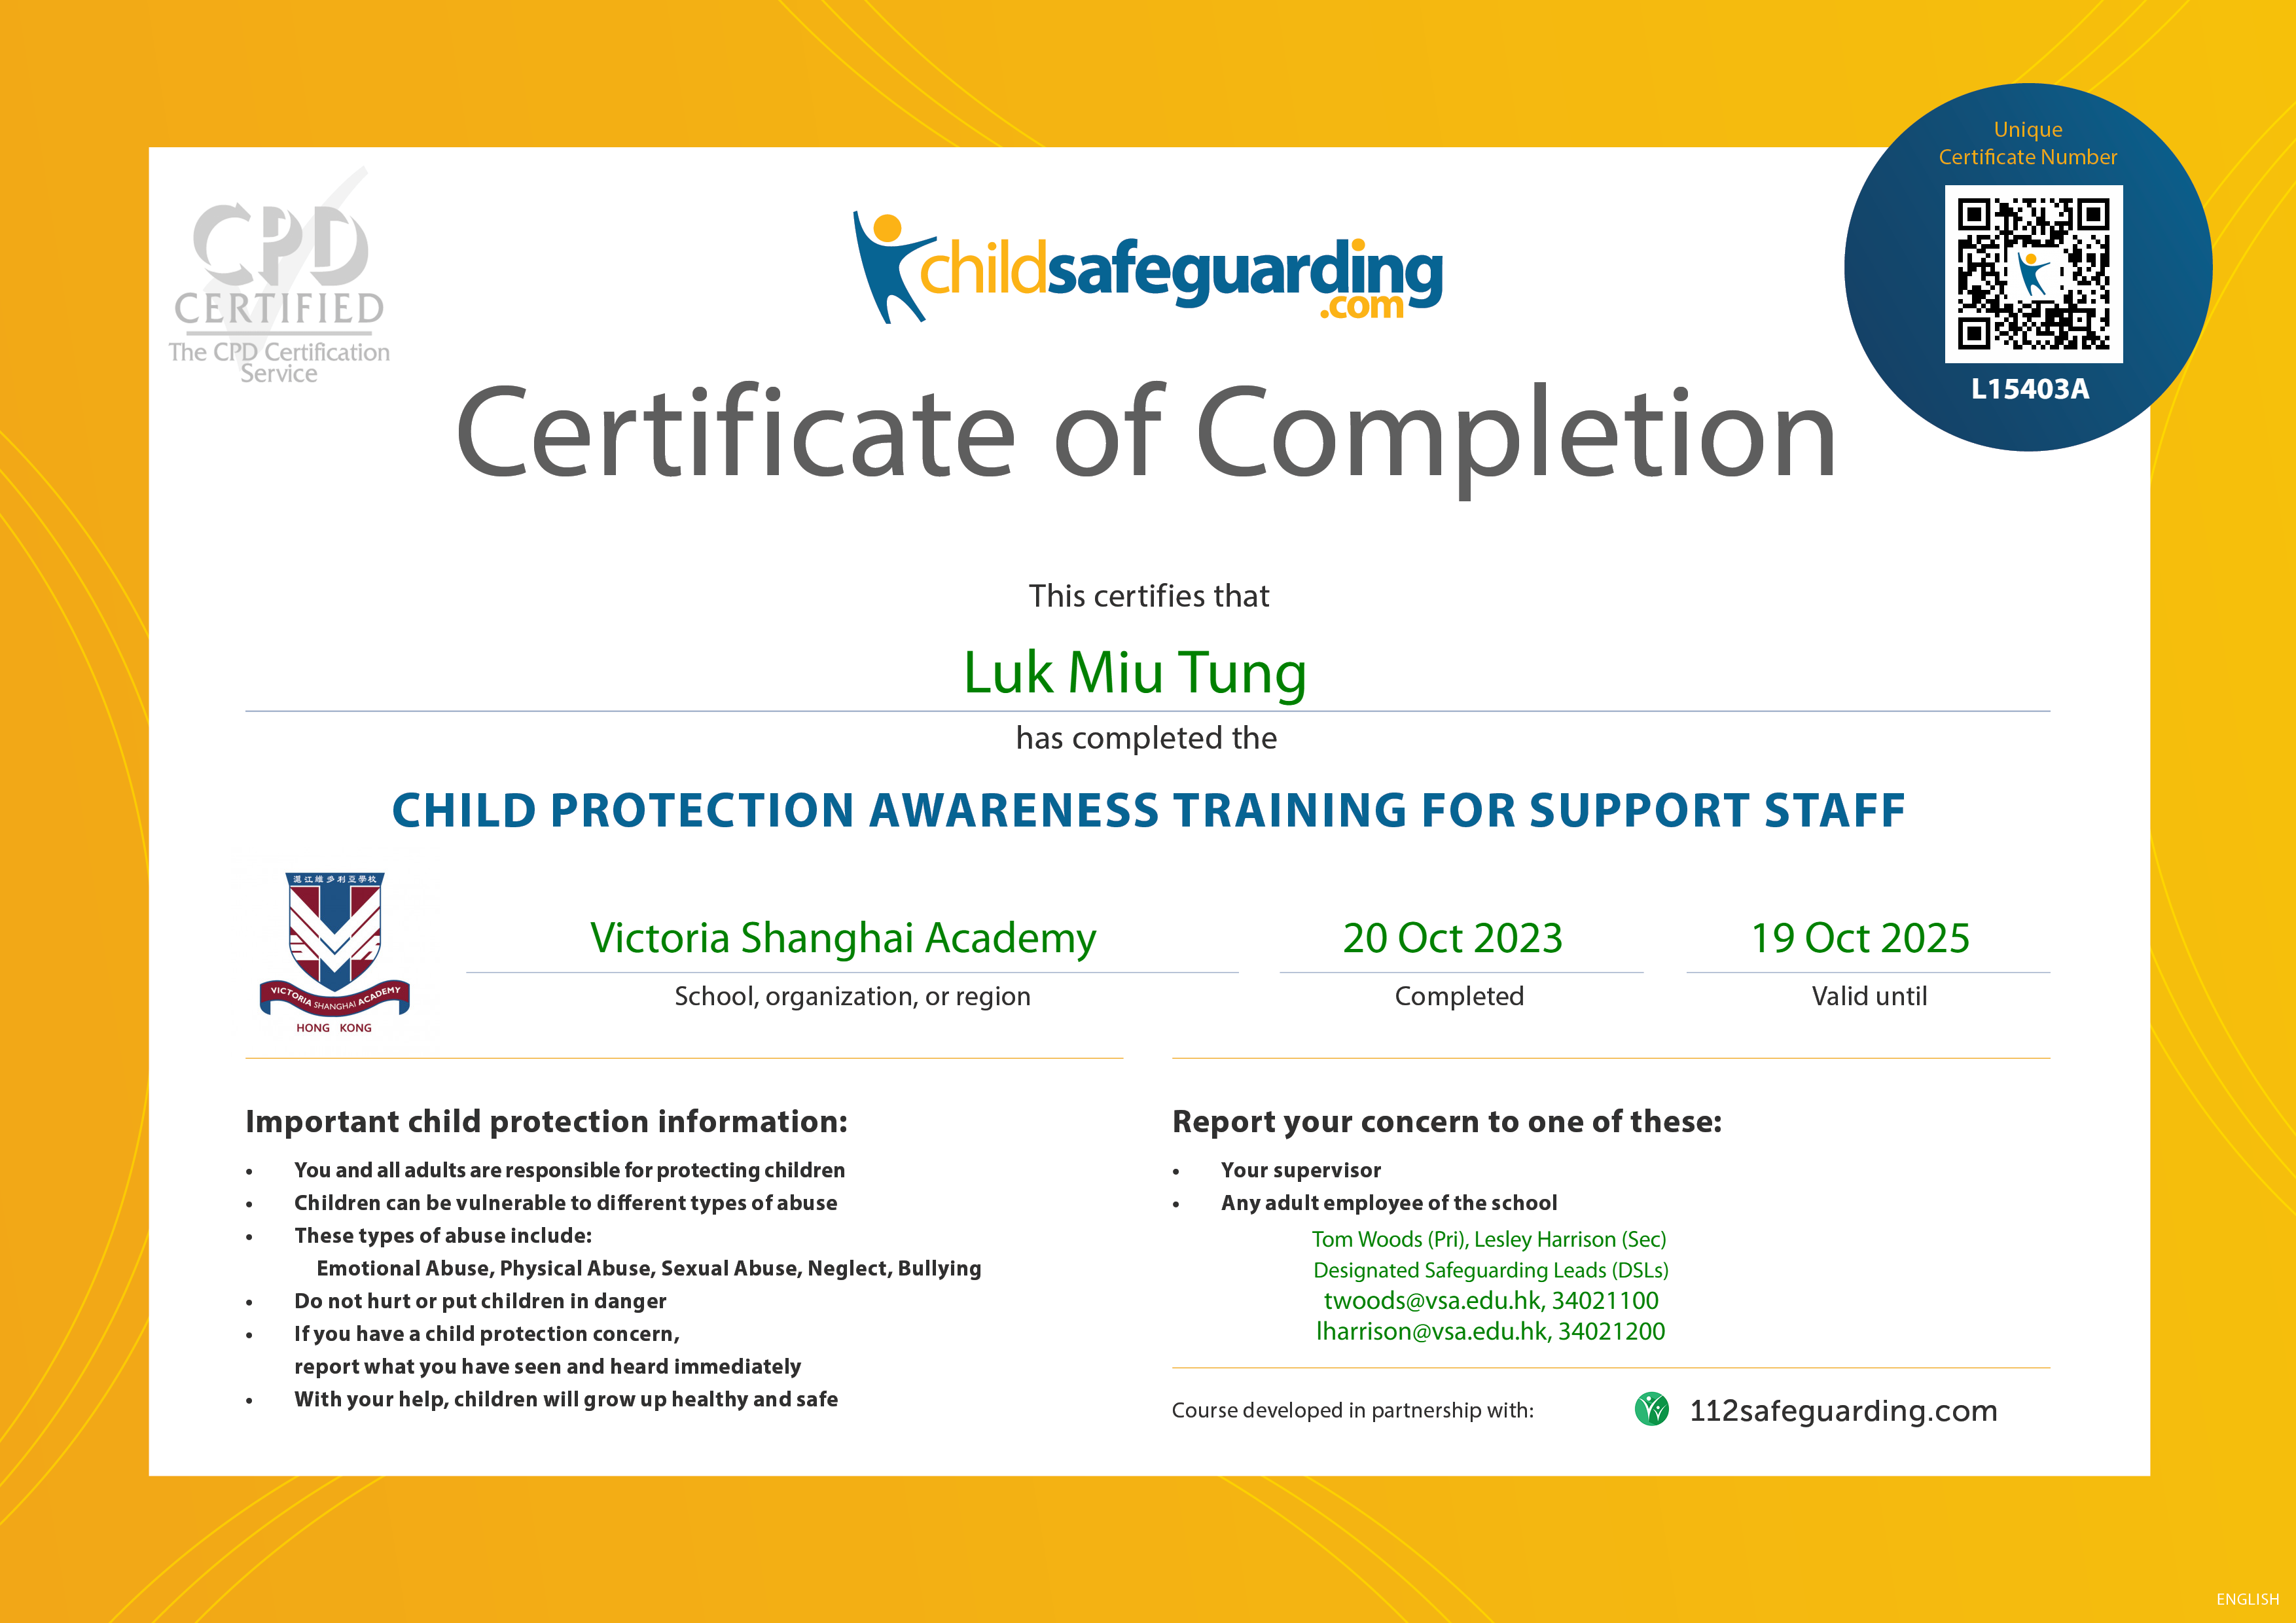 Unique
Certificate Number
L15403A
CPD
CERTIFIED
The CPD Certification
Service
childsafeguarding
.com
Certificate of Completion
This certifies that
Luk Miu Tung
has completed the
CHILD PROTECTION AWARENESS TRAINING FOR SUPPORT STAFF
滬江維多利亞學校
VICTORIA SHANGHAI ACADEMY
HONG KONG
Victoria Shanghai Academy
School, organization, or region
20 Oct 2023
Completed
19 Oct 2025
Valid until
Important child protection information:
• You and all adults are responsible for protecting children
• Children can be vulnerable to different types of abuse
• These types of abuse include:
Emotional Abuse, Physical Abuse, Sexual Abuse, Neglect, Bullying
• Do not hurt or put children in danger
• If you have a child protection concern,
report what you have seen and heard immediately
• With your help, children will grow up healthy and safe
Report your concern to one of these:
• Your supervisor
• Any adult employee of the school
Tom Woods (Pri), Lesley Harrison (Sec)
Designated Safeguarding Leads (DSLs)
twoods@vsa.edu.hk, 34021100
lharrison@vsa.edu.hk, 34021200
Course developed in partnership with:
112safeguarding.com
ENGLISH